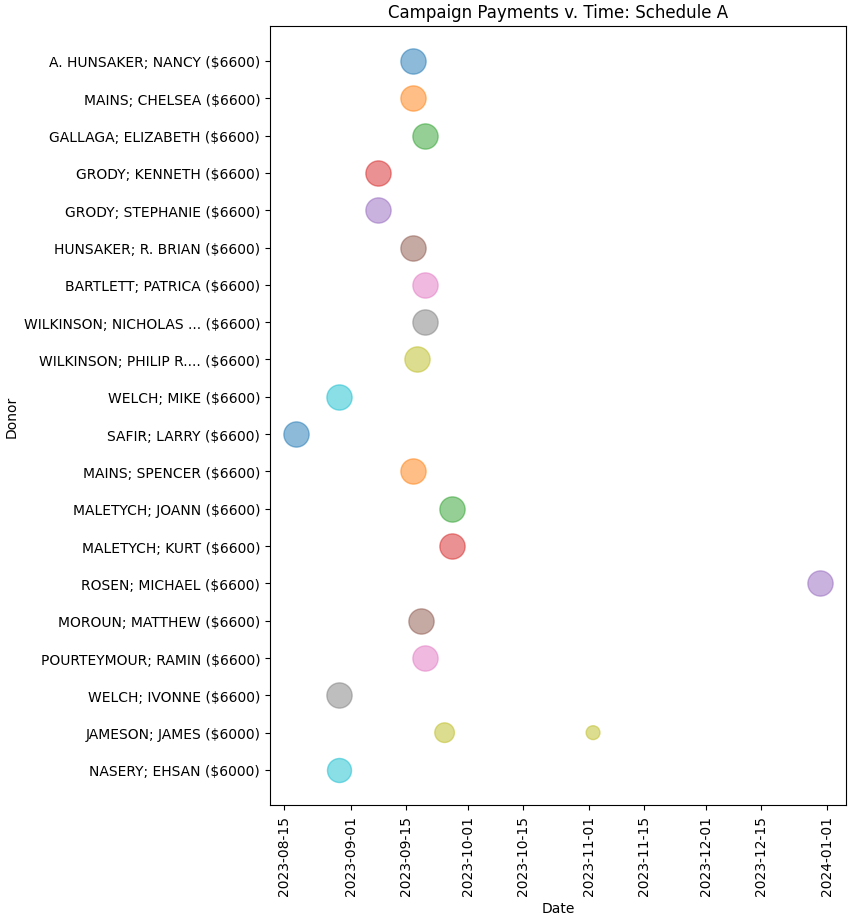 Campaign Payments v. Time: Schedule A
A. HUNSAKER; NANCY ($6600)
MAINS; CHELSEA ($6600)
GALLAGA; ELIZABETH ($6600)
GRODY; KENNETH ($6600)
GRODY; STEPHANIE ($6600)
HUNSAKER; R. BRIAN ($6600)
BARTLETT; PATRICA ($6600)
WILKINSON; NICHOLAS ... ($6600)
WILKINSON; PHILIP R.... ($6600)
WELCH; MIKE ($6600)
SAFIR; LARRY ($6600)
MAINS; SPENCER ($6600)
MALETYCH; JOANN ($6600)
MALETYCH; KURT ($6600)
ROSEN; MICHAEL ($6600)
MOROUN; MATTHEW ($6600)
POURTEYMOUR; RAMIN ($6600)
WELCH; IVONNE ($6600)
JAMESON; JAMES ($6000)
NASERY; EHSAN ($6000)
Donor
2023-08-15
2023-09-01
2023-09-15
2023-10-01
2023-10-15
2023-11-01
2023-11-15
2023-12-01
2023-12-15
2024-01-01
Date